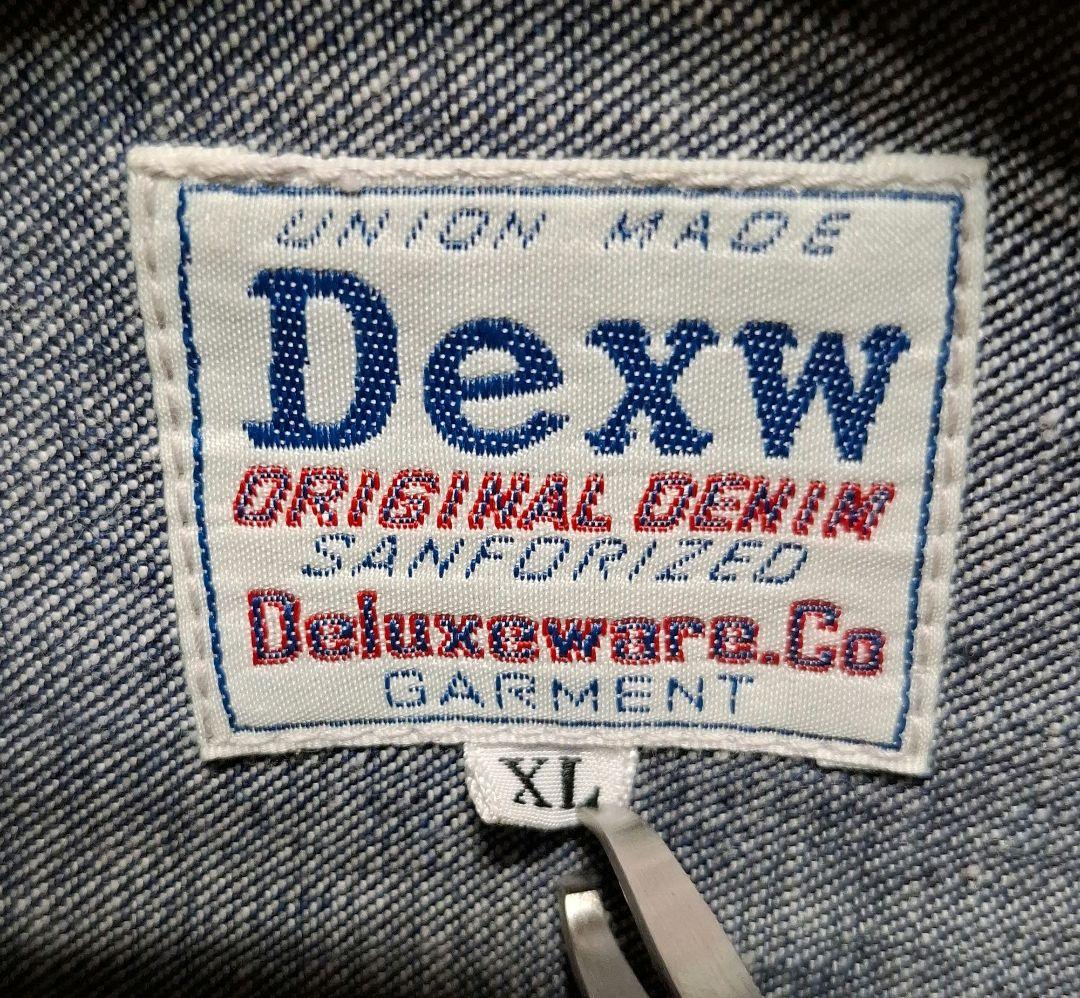 UNION MADE
Dexw
ORIGINAL DENIM
SANFORIZED
Deluxeware.Co
GARMENT
XL